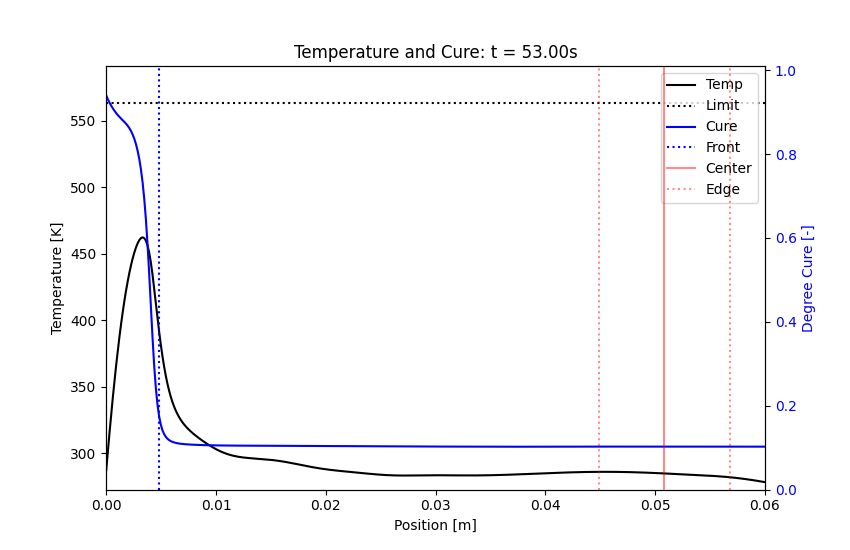 Temperature and Cure: t = 53.00s
Temp
Limit
Cure
Front
Center
Edge
Temperature [K]
550
500
450
400
350
300
Degree Cure [-]
1.0
0.8
0.6
0.4
0.2
0.0
0.00 0.01 0.02 0.03 0.04 0.05 0.06
Position [m]